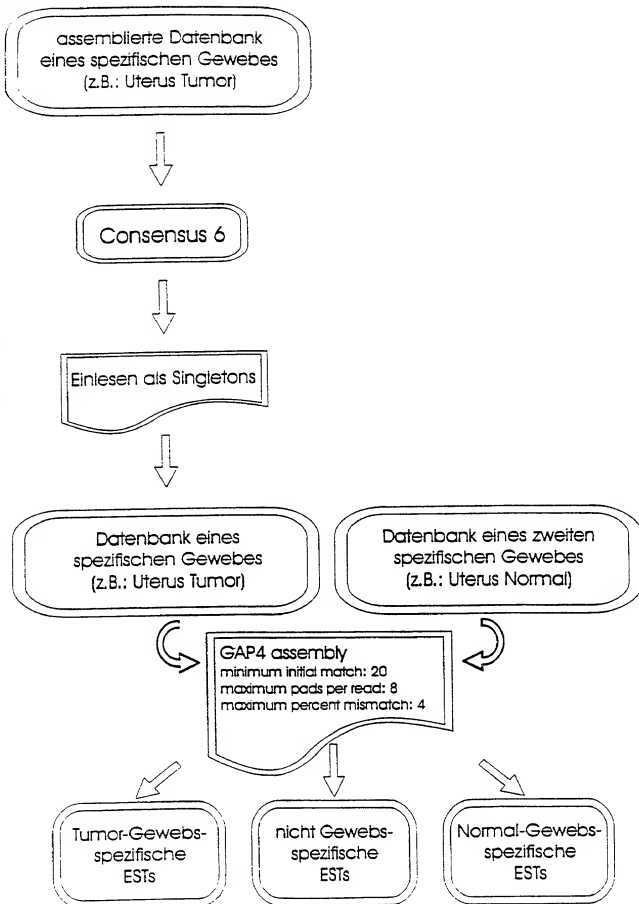 assemblierte Datenbank
eines spezifischen Gewebes
(z.B.: Uterus Tumor)
Consensus 6
Einlesen als Singletons
Datenbank eines
spezifischen Gewebes
(z.B.: Uterus Tumor)
Datenbank eines zweiten
spezifischen Gewebes
(z.B.: Uterus Normal)
GAP4 assembly
minimum initial match: 20
maximum pads per read: 8
maximum percent mismatch: 4
Tumor-Gewebs-
spezifische
ESTs
nicht Gewebs-
spezifische
ESTs
Normal-Gewebs-
spezifische
ESTs